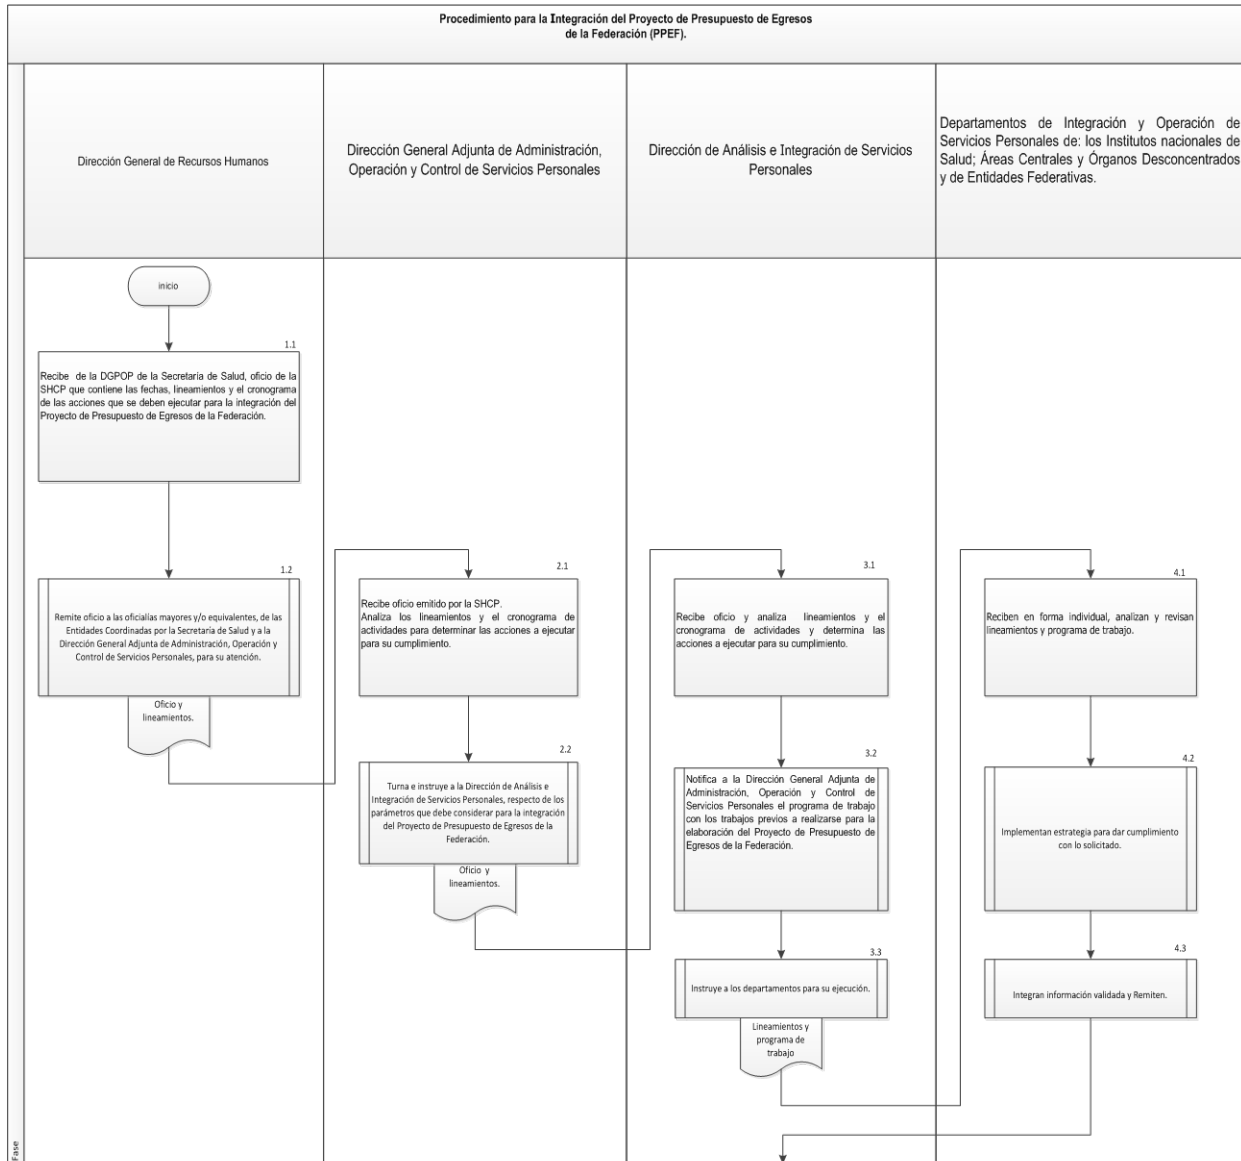 Procedimiento para la Integración del Proyecto de Presupuesto de Egresos
de la Federación (PPEF).
Dirección General de Recursos Humanos
Dirección General Adjunta de Administración,
Operación y Control de Servicios Personales
Dirección de Análisis e Integración de Servicios
Personales
Departamentos de Integración y Operación de
Servicios Personales de: los Institutos nacionales de
Salud; Áreas Centrales y Órganos Desconcentrados
y de Entidades Federativas.
inicio
1.1
Recibe de la DGPOP de la Secretaría de Salud, oficio de la
SHCP que contiene las fechas, lineamientos y el cronograma
de las acciones que se deben ejecutar para la integración del
Proyecto de Presupuesto de Egresos de la Federación.
1.2
Remite oficio a las oficialías mayores y/o equivalentes, de las
Entidades Coordinadas por la Secretaría de Salud y a la
Dirección General Adjunta de Administración, Operación y
Control de Servicios Personales, para su atención.
Oficio y
lineamientos.
2.1
Recibe oficio emitido por la SHCP.
Analiza los lineamientos y el cronograma de
actividades para determinar las acciones a ejecutar
para su cumplimiento.
2.2
Turna e instruye a la Dirección de Análisis e
Integración de Servicios Personales, respecto de los
parámetros que debe considerar para la integración
del Proyecto de Presupuesto de Egresos de la
Federación.
Oficio y
lineamientos.
3.1
Recibe oficio y analiza lineamientos y el
cronograma de actividades y determina las
acciones a ejecutar para su cumplimiento.
3.2
Notifica a la Dirección General Adjunta de
Administración, Operación y Control de
Servicios Personales el programa de trabajo
con los trabajos previos a realizarse para la
elaboración del Proyecto de Presupuesto de
Egresos de la Federación.
3.3
Instruye a los departamentos para su ejecución.
Lineamientos y
programa de
trabajo
4.1
Reciben en forma individual, analizan y revisan
lineamientos y programa de trabajo.
4.2
Implementan estrategia para dar cumplimiento
con lo solicitado.
4.3
Integran información validada y Remiten.
Fase